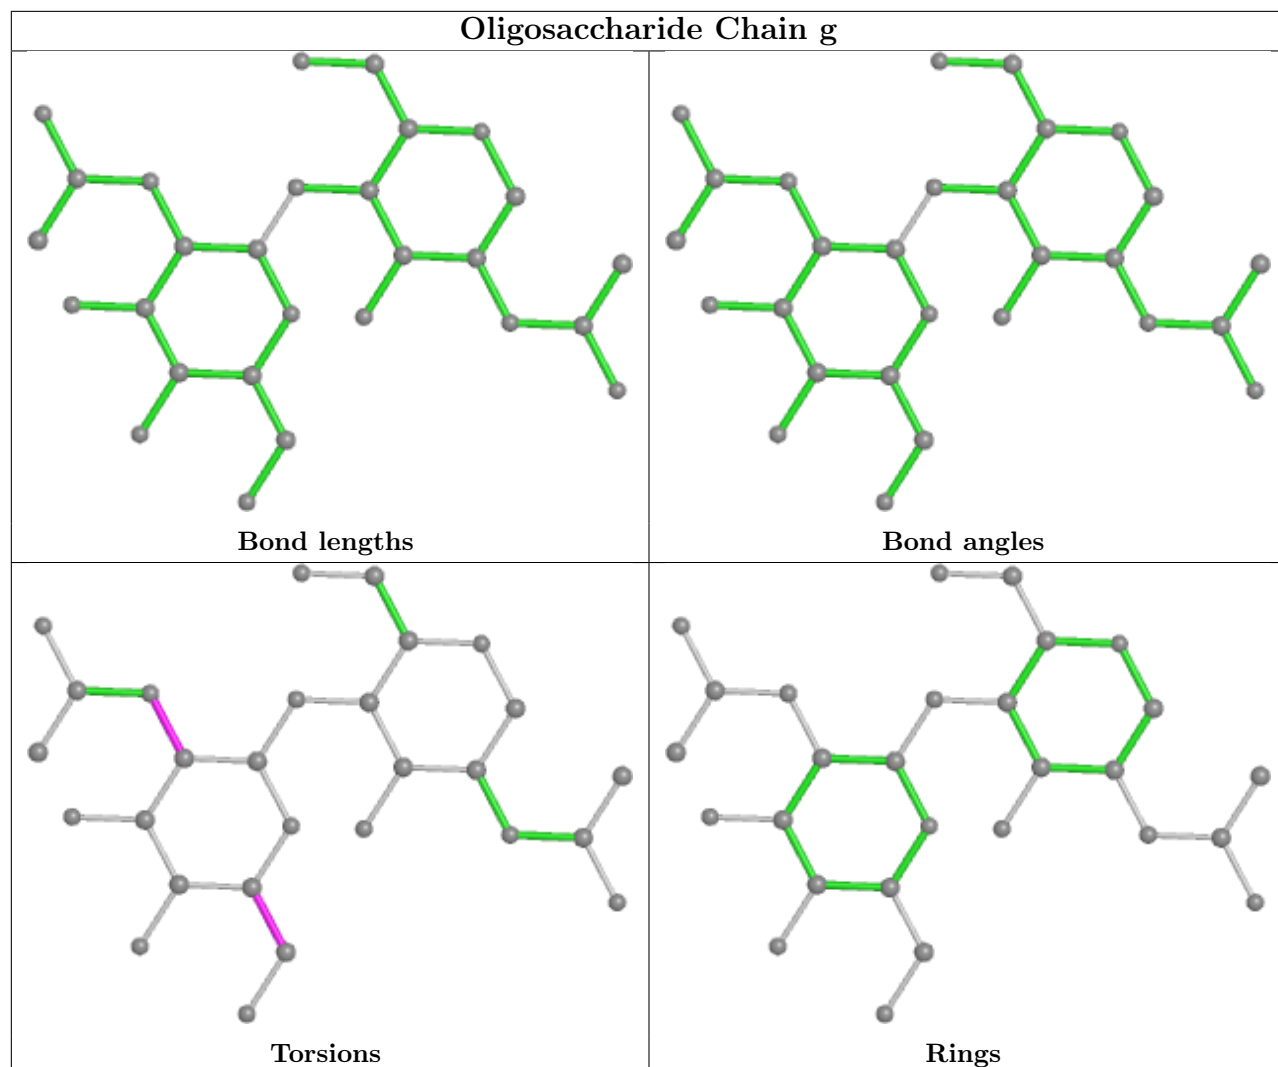 Oligosaccharide Chain g
Bond lengths
Bond angles
Torsions
Rings